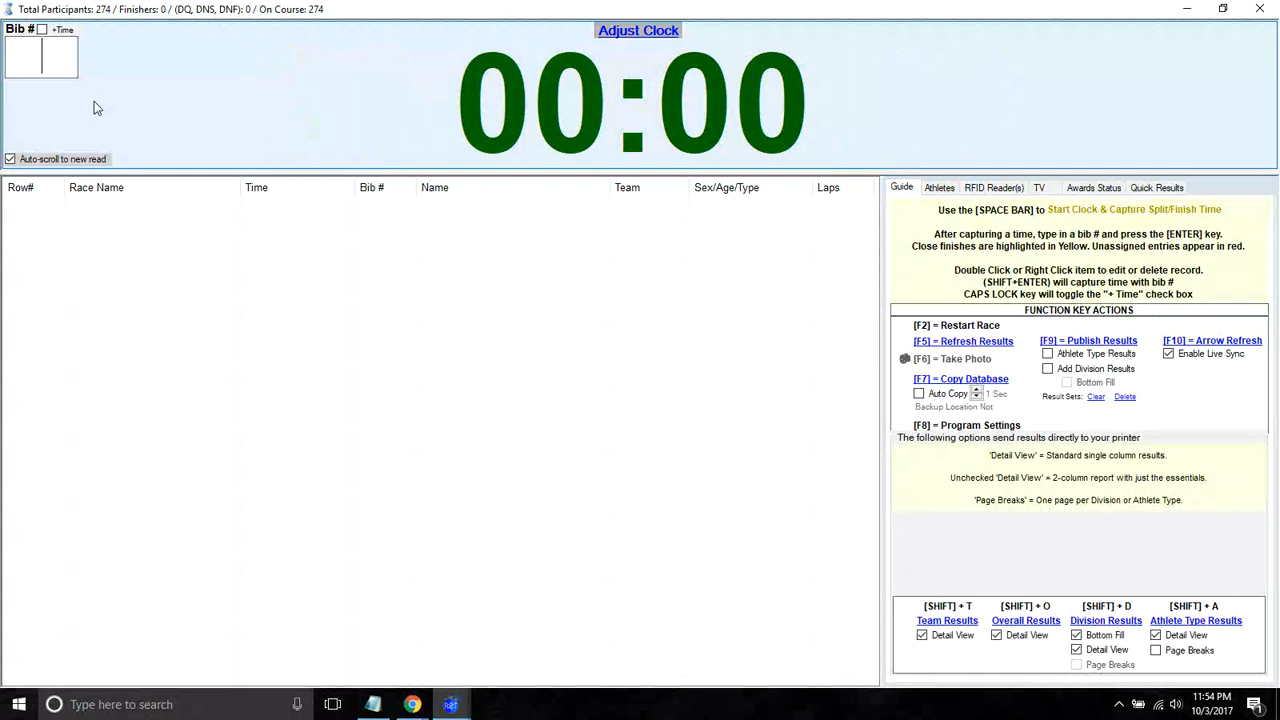 Total Participants: 274 / Finishers: 0 / (DQ, DNS, DNF): 0 / On Course: 274
Bib # +Time
Adjust Clock
00:00
Auto-scroll to new read
Row# Race Name Time Bib # Name Team Sex/Age/Type Laps
Guide Athletes RFID Reader(s) TV Awards Status Quick Results
Use the [SPACE BAR] to Start Clock & Capture Split/Finish Time
After capturing a time, type in a bib # and press the [ENTER] key.
Close finishes are highlighted in Yellow. Unassigned entries appear in red.
Double Click or Right Click item to edit or delete record.
(SHIFT+ENTER) will capture time with bib #
CAPS LOCK key will toggle the "+ Time" check box
FUNCTION KEY ACTIONS
[F2] = Restart Race
[F5] = Refresh Results [F9] = Publish Results [F10] = Arrow Refresh
[F6] = Take Photo Athlete Type Results Enable Live Sync
Add Division Results
[F7] = Copy Database Bottom Fill
Auto Copy 1 Sec Result Sets: Clear Delete
Backup Location Not
[F8] = Program Settings
The following options send results directly to your printer
'Detail View' = Standard single column results.
Unchecked 'Detail View' = 2-column report with just the essentials.
'Page Breaks' = One page per Division or Athlete Type.
[SHIFT] + T [SHIFT] + O [SHIFT] + D [SHIFT] + A
Team Results Overall Results Division Results Athlete Type Results
Detail View Detail View Bottom Fill Detail View
Detail View Page Breaks
Page Breaks
Type here to search
11:54 PM
10/3/2017